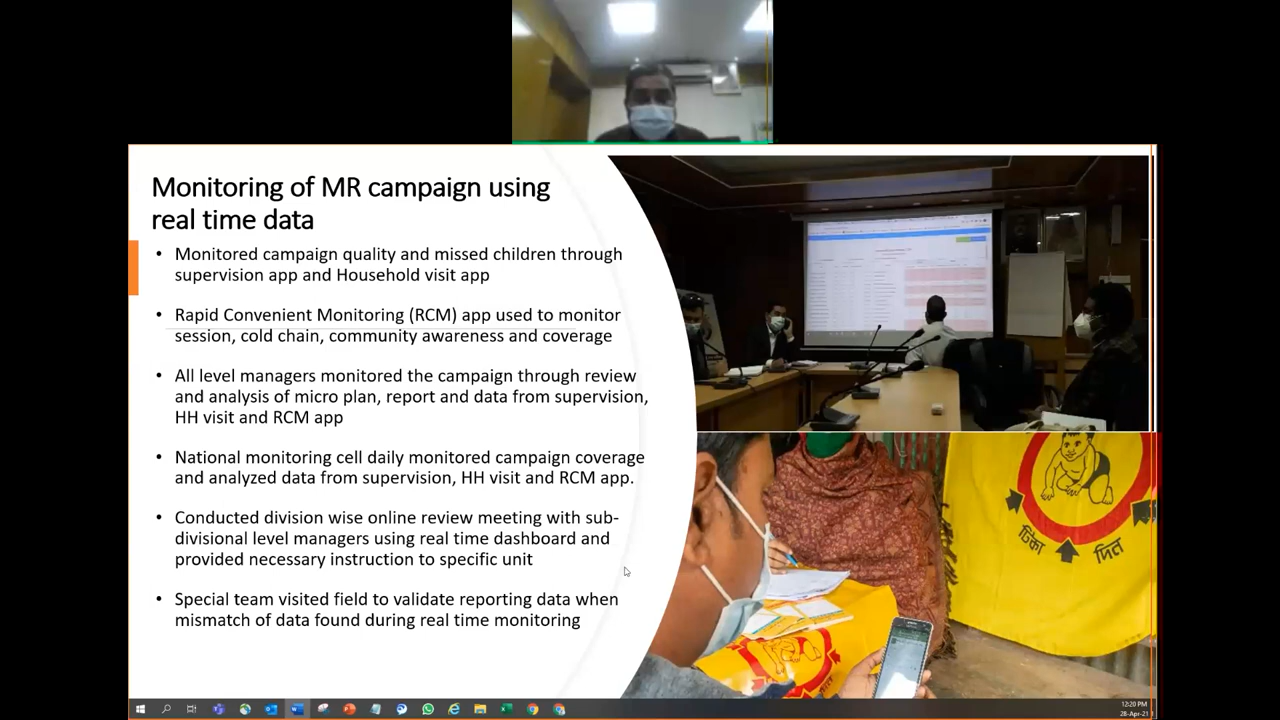 Monitoring of MR campaign using
real time data
• Monitored campaign quality and missed children through
supervision app and Household visit app
• Rapid Convenient Monitoring (RCM) app used to monitor
session, cold chain, community awareness and coverage
• All level managers monitored the campaign through review
and analysis of micro plan, report and data from supervision,
HH visit and RCM app
• National monitoring cell daily monitored campaign coverage
and analyzed data from supervision, HH visit and RCM app.
• Conducted division wise online review meeting with sub-
divisional level managers using real time dashboard and
provided necessary instruction to specific unit
• Special team visited field to validate reporting data when
mismatch of data found during real time monitoring
টিকা দিন
12:20 PM
28-Apr-21